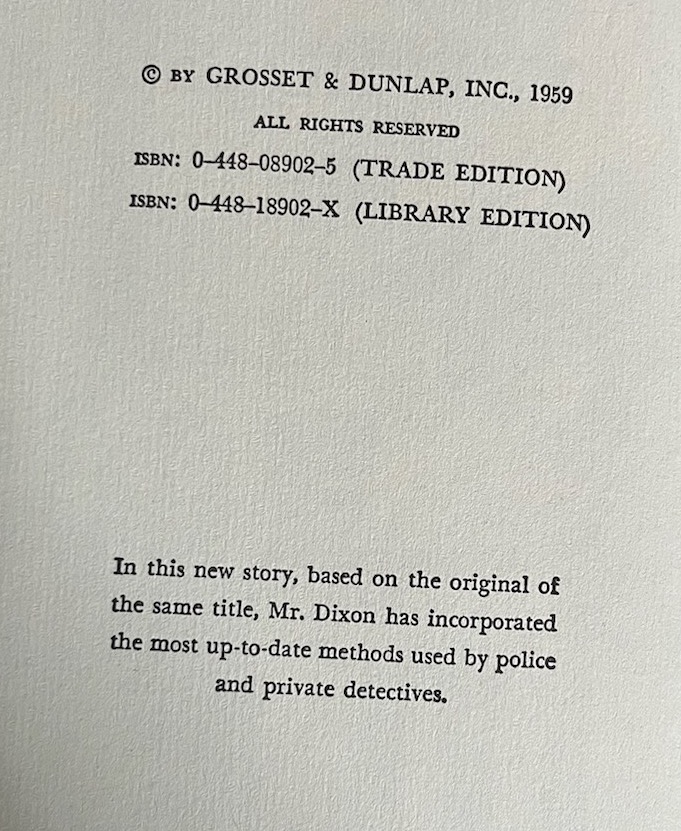 © BY GROSSET & DUNLAP, INC., 1959
ALL RIGHTS RESERVED
ISBN: 0-448-08902-5 (TRADE EDITION)
ISBN: 0-448-18902-X (LIBRARY EDITION)
In this new story, based on the original of
the same title, Mr. Dixon has incorporated
the most up-to-date methods used by police
and private detectives.